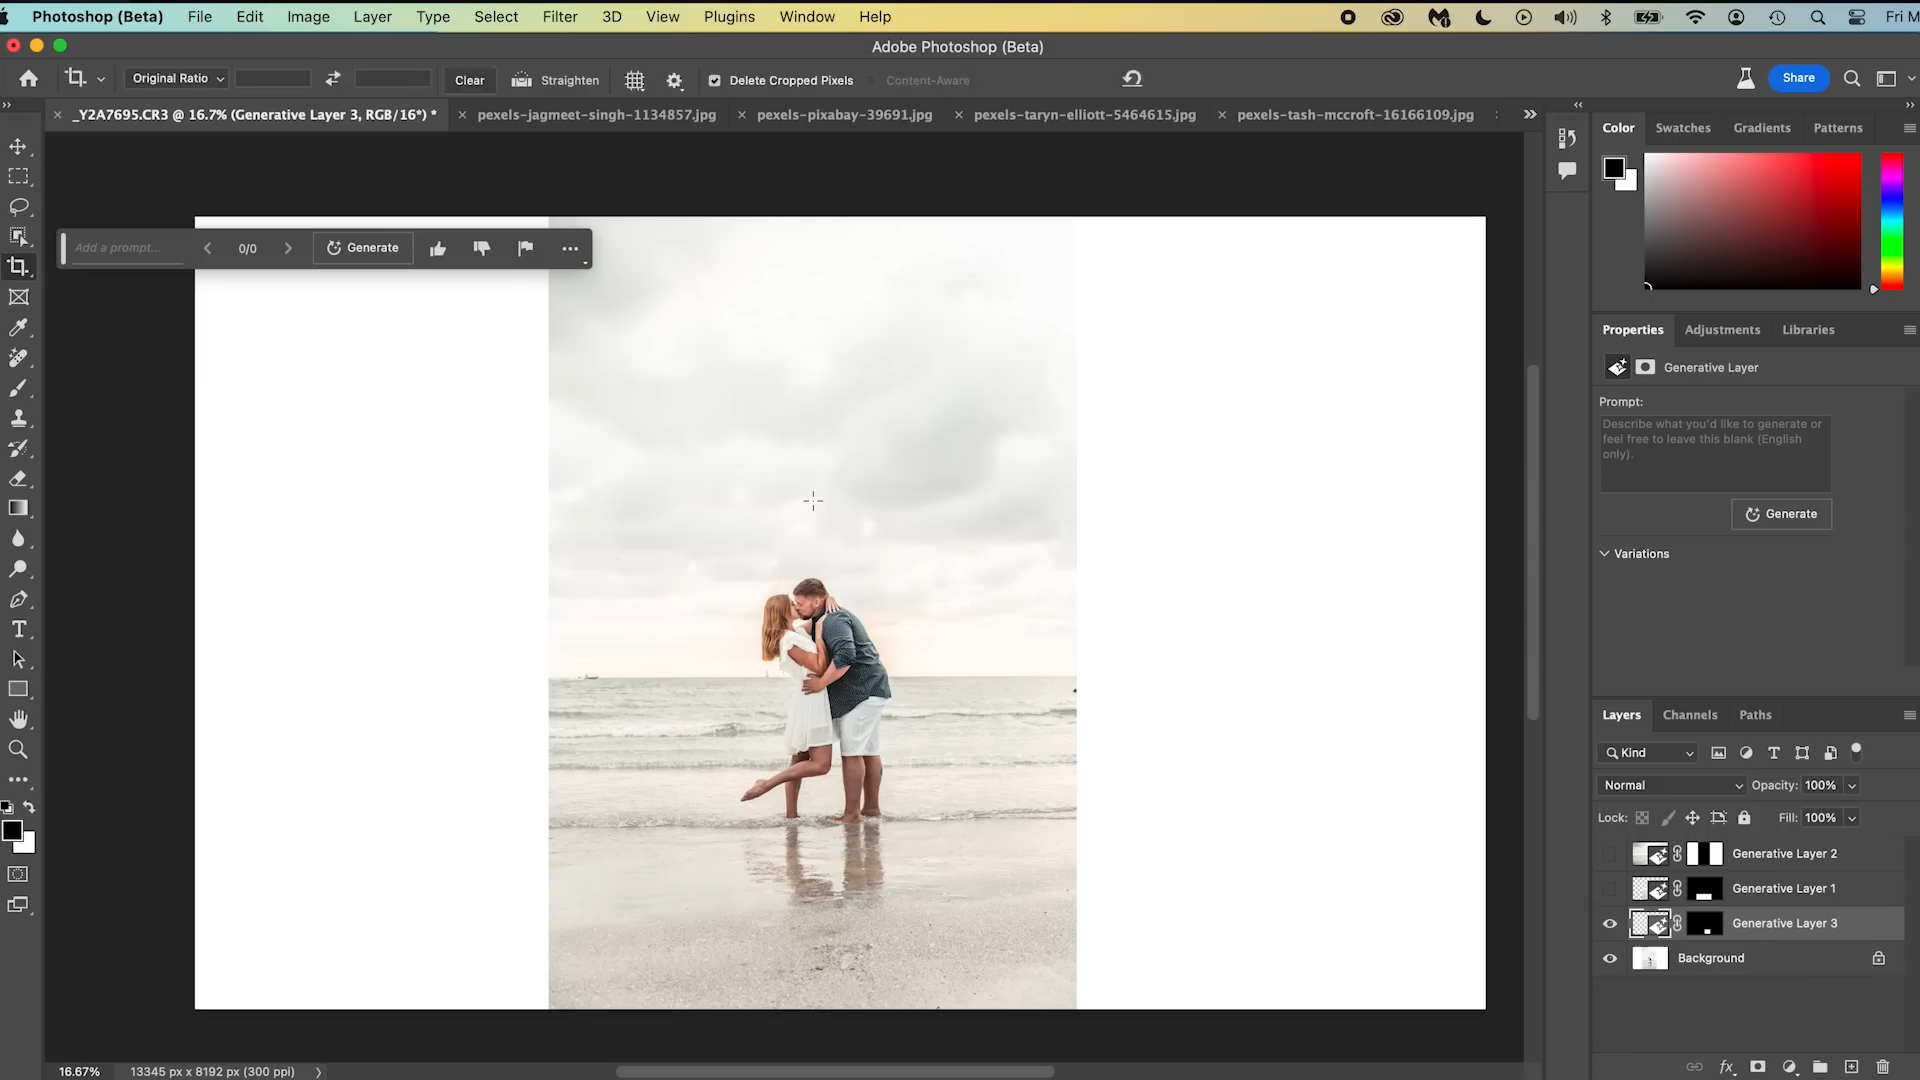 Photoshop (Beta) File Edit Image Layer Type Select Filter 3D View Plugins Window Help Fri M
Adobe Photoshop (Beta)
Original Ratio Clear Straighten Delete Cropped Pixels Content-Aware Share
_Y2A7695.CR3 @ 16.7% (Generative Layer 3, RGB/16*) * pexels-jagmeet-singh-1134857.jpg pexels-pixabay-39691.jpg pexels-taryn-elliott-5464615.jpg pexels-tash-mccroft-16166109.jpg
Color Swatches Gradients Patterns
Add a prompt... 0/0 Generate
Properties Adjustments Libraries
Generative Layer
Prompt:
Describe what you'd like to generate or
feel free to leave this blank (English
only).
Generate
Variations
Layers Channels Paths
Kind
Normal Opacity: 100%
Lock: Fill: 100%
Generative Layer 2
Generative Layer 1
Generative Layer 3
Background
16.67% 13345 px x 8192 px (300 ppi)